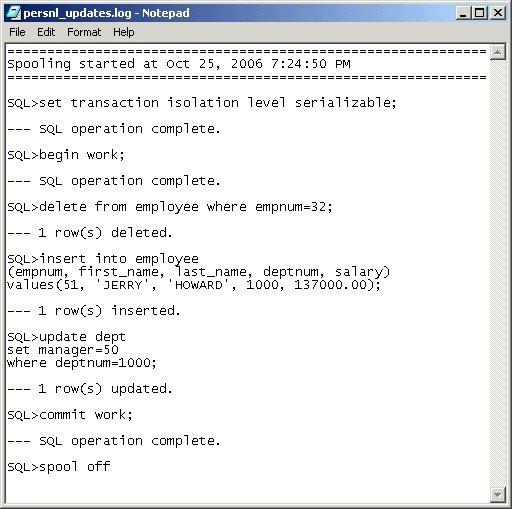 persnl_updates.log - Notepad
File Edit Format Help
================================================================
Spooling started at Oct 25, 2006 7:24:50 PM
================================================================
SQL>set transaction isolation level serializable;
--- SQL operation complete.
SQL>begin work;
--- SQL operation complete.
SQL>delete from employee where empnum=32;
--- 1 row(s) deleted.
SQL>insert into employee
(empnum, first_name, last_name, deptnum, salary)
values(51, 'JERRY', 'HOWARD', 1000, 137000.00);
--- 1 row(s) inserted.
SQL>update dept
set manager=50
where deptnum=1000;
--- 1 row(s) updated.
SQL>commit work;
--- SQL operation complete.
SQL>spool off